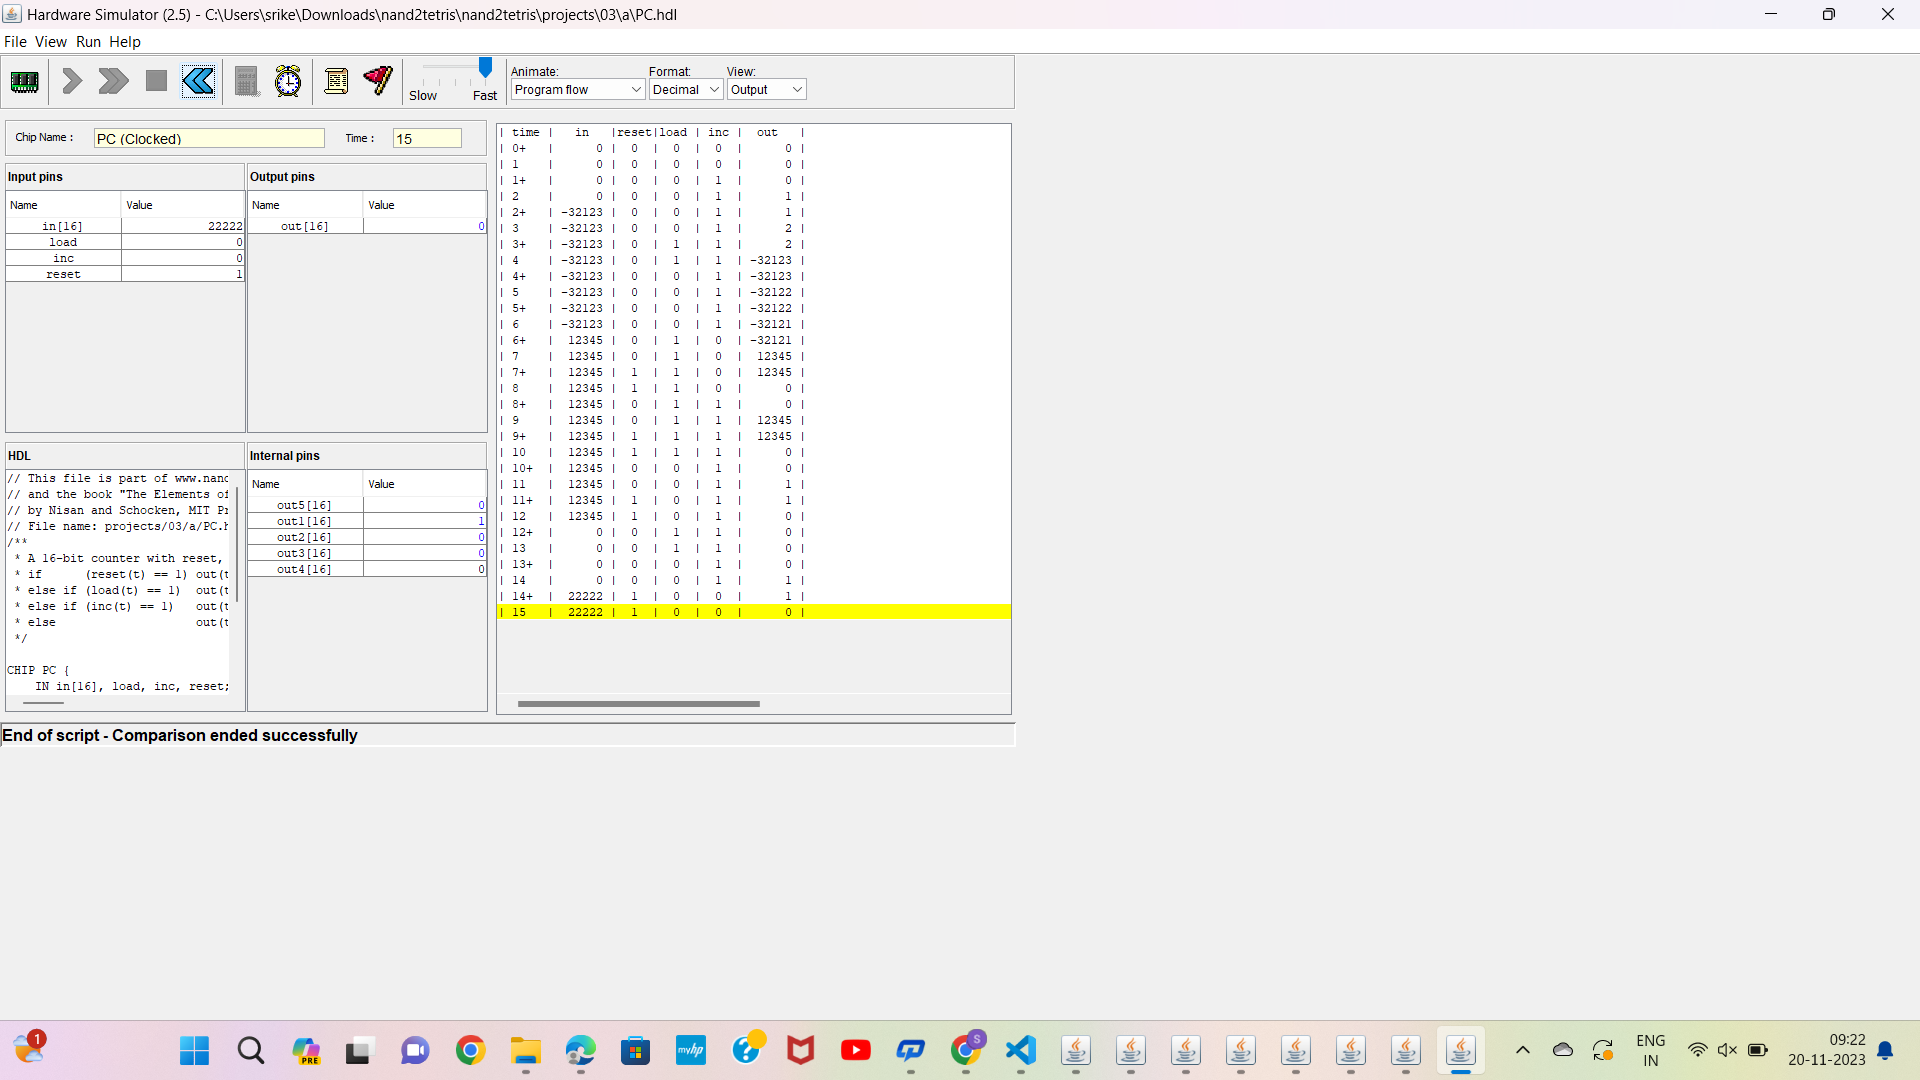 Hardware Simulator (2.5) - C:\Users\srike\Downloads\nand2tetris\nand2tetris\projects\03\a\PC.hdl
File View Run Help
Slow Fast
Animate: Format: View:
Program flow Decimal Output
Chip Name : PC (Clocked) Time : 15
Input pins
Name Value
in[16] 22222
load 0
inc 0
reset 1
Output pins
Name Value
out[16] 0
HDL
// This file is part of www.nand
// and the book "The Elements of
// by Nisan and Schocken, MIT Pr
// File name: projects/03/a/PC.h
/**
* A 16-bit counter with reset,
* if (reset(t) == 1) out(t
* else if (load(t) == 1) out(t
* else if (inc(t) == 1) out(t
* else out(t
*/
CHIP PC {
IN in[16], load, inc, reset;
Internal pins
Name Value
out5[16] 0
out1[16] 1
out2[16] 0
out3[16] 0
out4[16] 0
| time | in |reset|load | inc | out |
| 0+ | 0 | 0 | 0 | 0 | 0 |
| 1 | 0 | 0 | 0 | 0 | 0 |
| 1+ | 0 | 0 | 0 | 1 | 0 |
| 2 | 0 | 0 | 0 | 1 | 1 |
| 2+ | -32123 | 0 | 0 | 1 | 1 |
| 3 | -32123 | 0 | 0 | 1 | 2 |
| 3+ | -32123 | 0 | 1 | 1 | 2 |
| 4 | -32123 | 0 | 1 | 1 | -32123 |
| 4+ | -32123 | 0 | 0 | 1 | -32123 |
| 5 | -32123 | 0 | 0 | 1 | -32122 |
| 5+ | -32123 | 0 | 0 | 1 | -32122 |
| 6 | -32123 | 0 | 0 | 1 | -32121 |
| 6+ | 12345 | 0 | 1 | 0 | -32121 |
| 7 | 12345 | 0 | 1 | 0 | 12345 |
| 7+ | 12345 | 1 | 1 | 0 | 12345 |
| 8 | 12345 | 1 | 1 | 0 | 0 |
| 8+ | 12345 | 0 | 1 | 1 | 0 |
| 9 | 12345 | 0 | 1 | 1 | 12345 |
| 9+ | 12345 | 1 | 1 | 1 | 12345 |
| 10 | 12345 | 1 | 1 | 1 | 0 |
| 10+ | 12345 | 0 | 0 | 1 | 0 |
| 11 | 12345 | 0 | 0 | 1 | 1 |
| 11+ | 12345 | 1 | 0 | 1 | 1 |
| 12 | 12345 | 1 | 0 | 1 | 0 |
| 12+ | 0 | 0 | 1 | 1 | 0 |
| 13 | 0 | 0 | 1 | 1 | 0 |
| 13+ | 0 | 0 | 0 | 1 | 0 |
| 14 | 0 | 0 | 0 | 1 | 1 |
| 14+ | 22222 | 1 | 0 | 0 | 1 |
| 15 | 22222 | 1 | 0 | 0 | 0 |
End of script - Comparison ended successfully
1
PRE
myhp
S
ENG
IN
09:22
20-11-2023